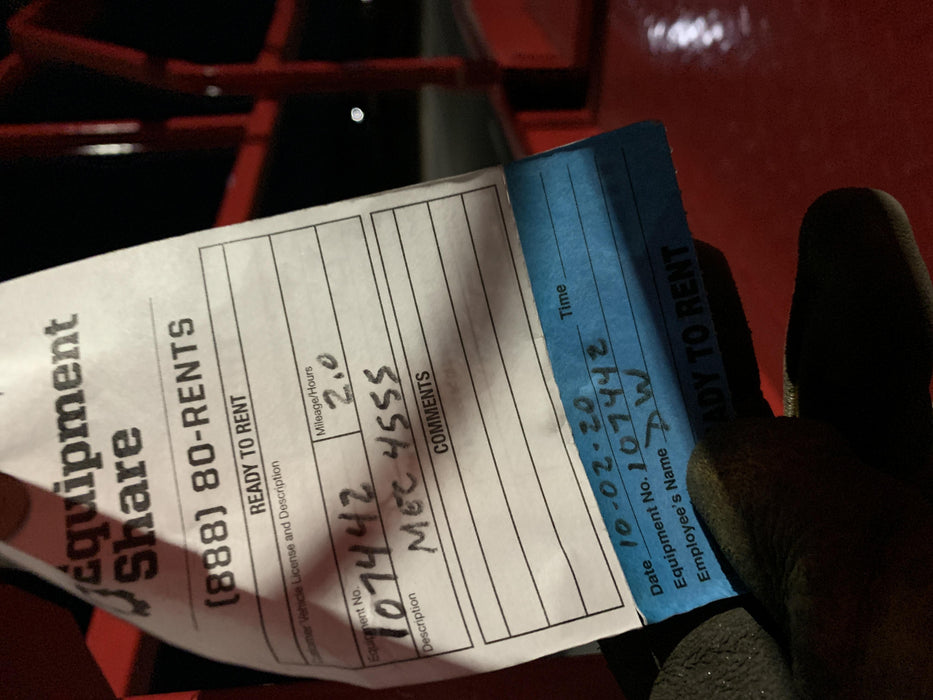 Equipment
Share
(888) 80-RENTS
READY TO RENT
Customer Vehicle License and Description
Equipment No. Mileage/Hours
107442 2.0
Description MEC 4555
COMMENTS
Date 10-02-20 Time
Equipment No. 107442
Employee's Name DW
READY TO RENT